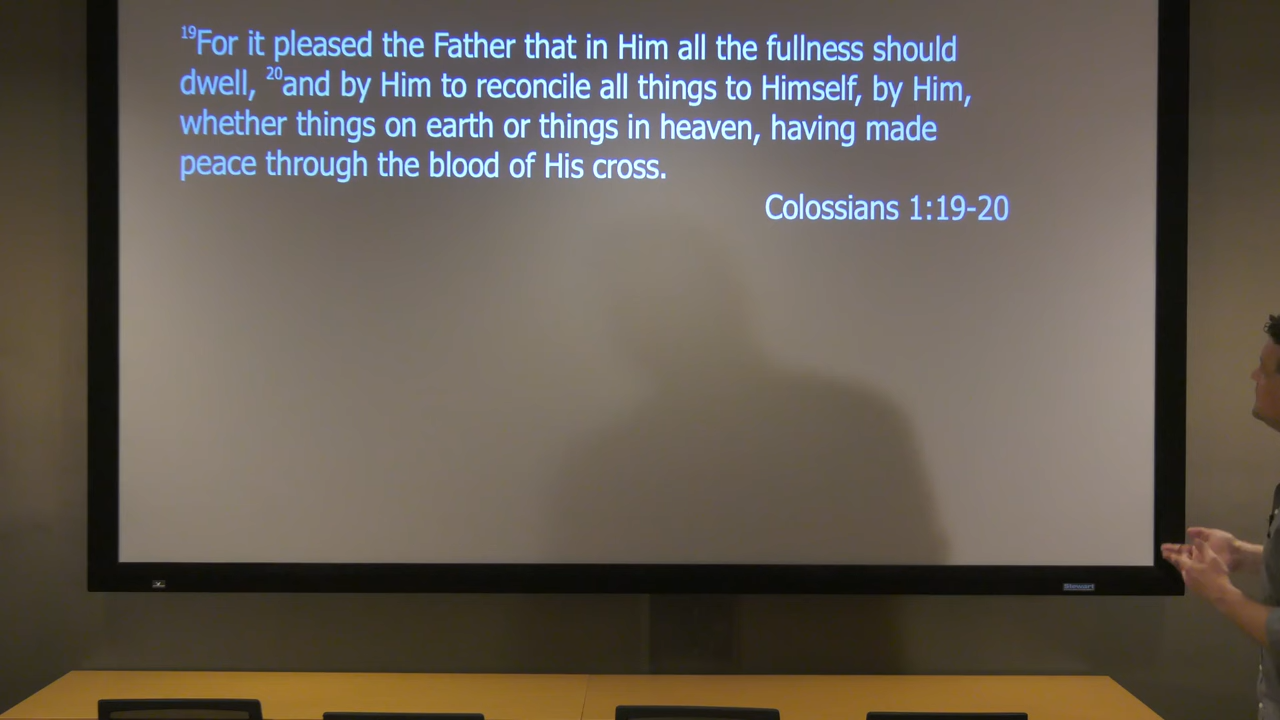 19For it pleased the Father that in Him all the fullness should
dwell, 20and by Him to reconcile all things to Himself, by Him,
whether things on earth or things in heaven, having made
peace through the blood of His cross.
Colossians 1:19-20
Stewart